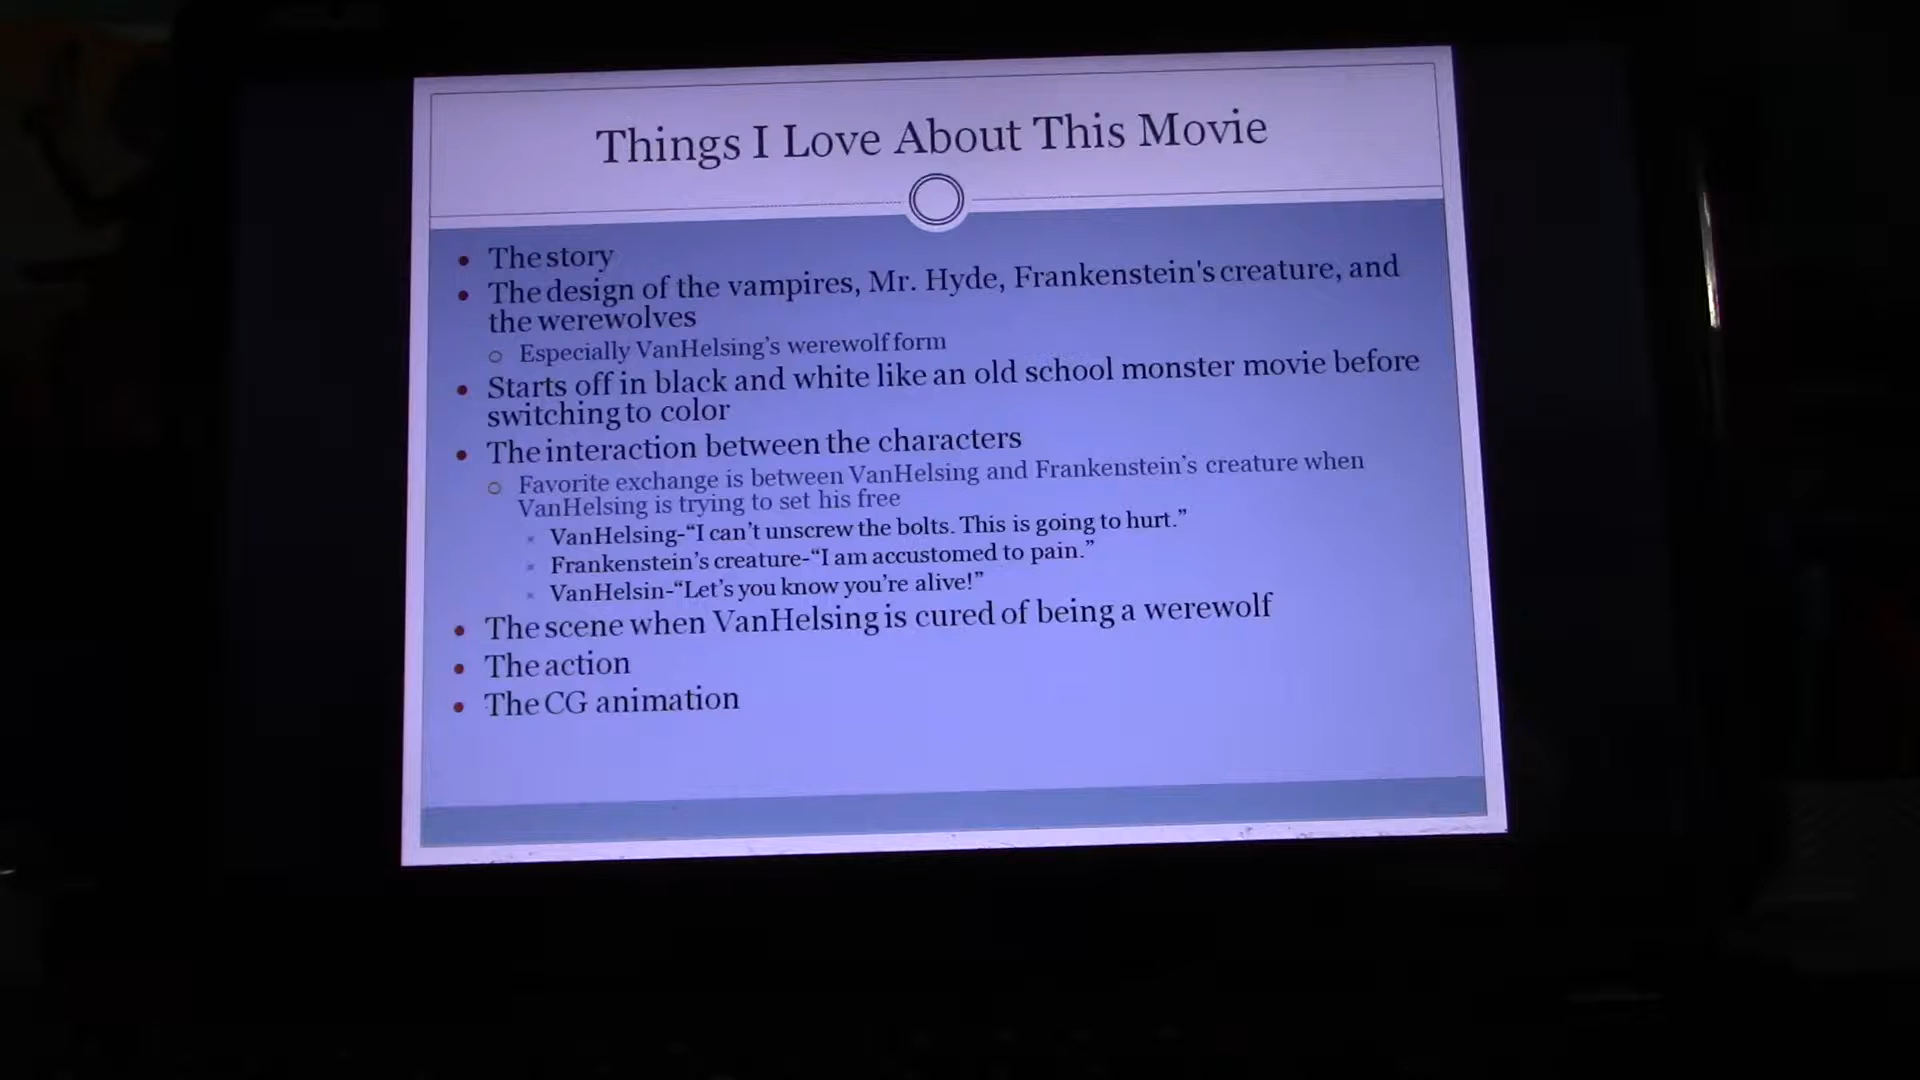 Things I Love About This Movie
The story
The design of the vampires, Mr. Hyde, Frankenstein's creature, and
the werewolves
Especially VanHelsing’s werewolf form
Starts off in black and white like an old school monster movie before
switching to color
The interaction between the characters
Favorite exchange is between VanHelsing and Frankenstein’s creature when
VanHelsing is trying to set his free
VanHelsing-“I can’t unscrew the bolts. This is going to hurt.”
Frankenstein’s creature-“I am accustomed to pain.”
VanHelsin-“Let’s you know you’re alive!”
The scene when VanHelsing is cured of being a werewolf
The action
The CG animation